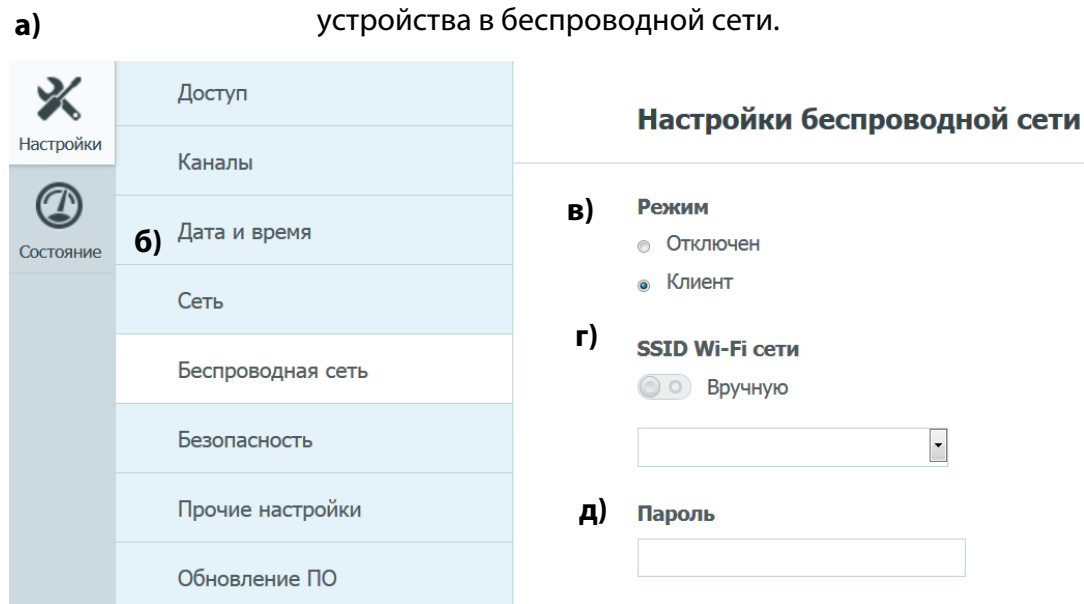 а)
устройства в беспроводной сети.
Настройки
Состояние
Доступ
Каналы
б) Дата и время
Сеть
Беспроводная сеть
Безопасность
Прочие настройки
Обновление ПО
Настройки беспроводной сети
в) Режим
Отключен
Клиент
г) SSID Wi-Fi сети
Вручную
д) Пароль